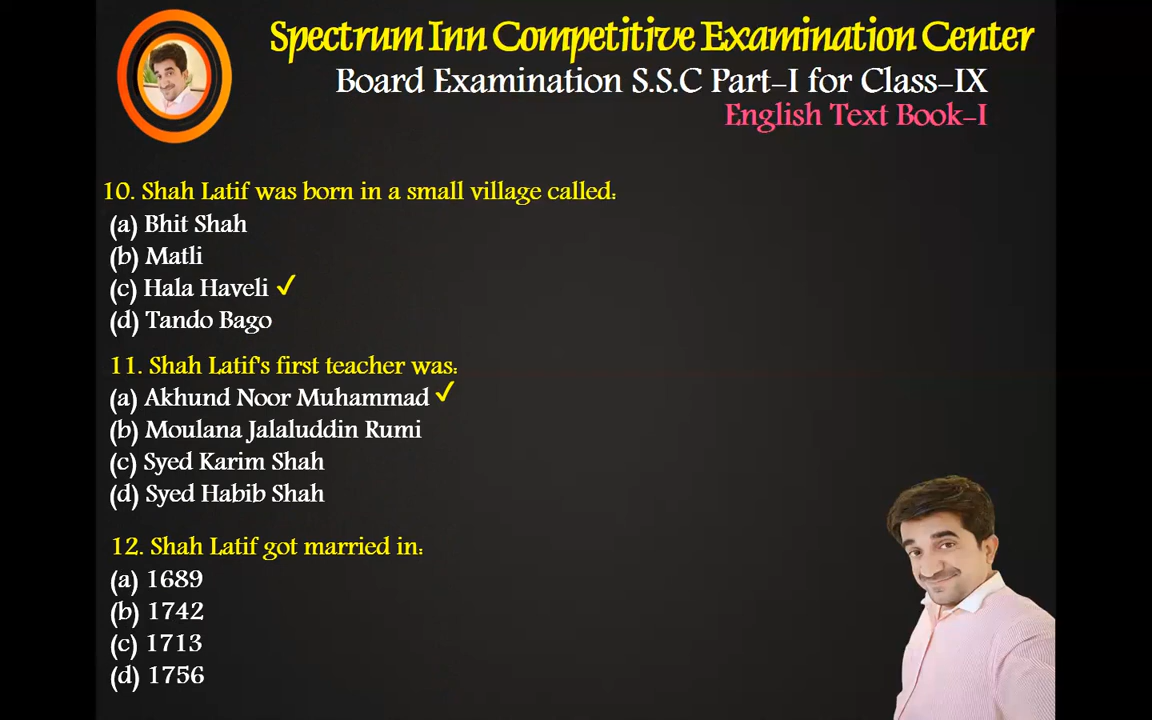 Spectrum Inn Competitive Examination Center
Board Examination S.S.C Part-I for Class-IX
English Text Book-I
10. Shah Latif was born in a small village called:
(a) Bhit Shah
(b) Matli
(c) Hala Haveli ✓
(d) Tando Bago
11. Shah Latif's first teacher was:
(a) Akhund Noor Muhammad ✓
(b) Moulana Jalaluddin Rumi
(c) Syed Karim Shah
(d) Syed Habib Shah
12. Shah Latif got married in:
(a) 1689
(b) 1742
(c) 1713
(d) 1756